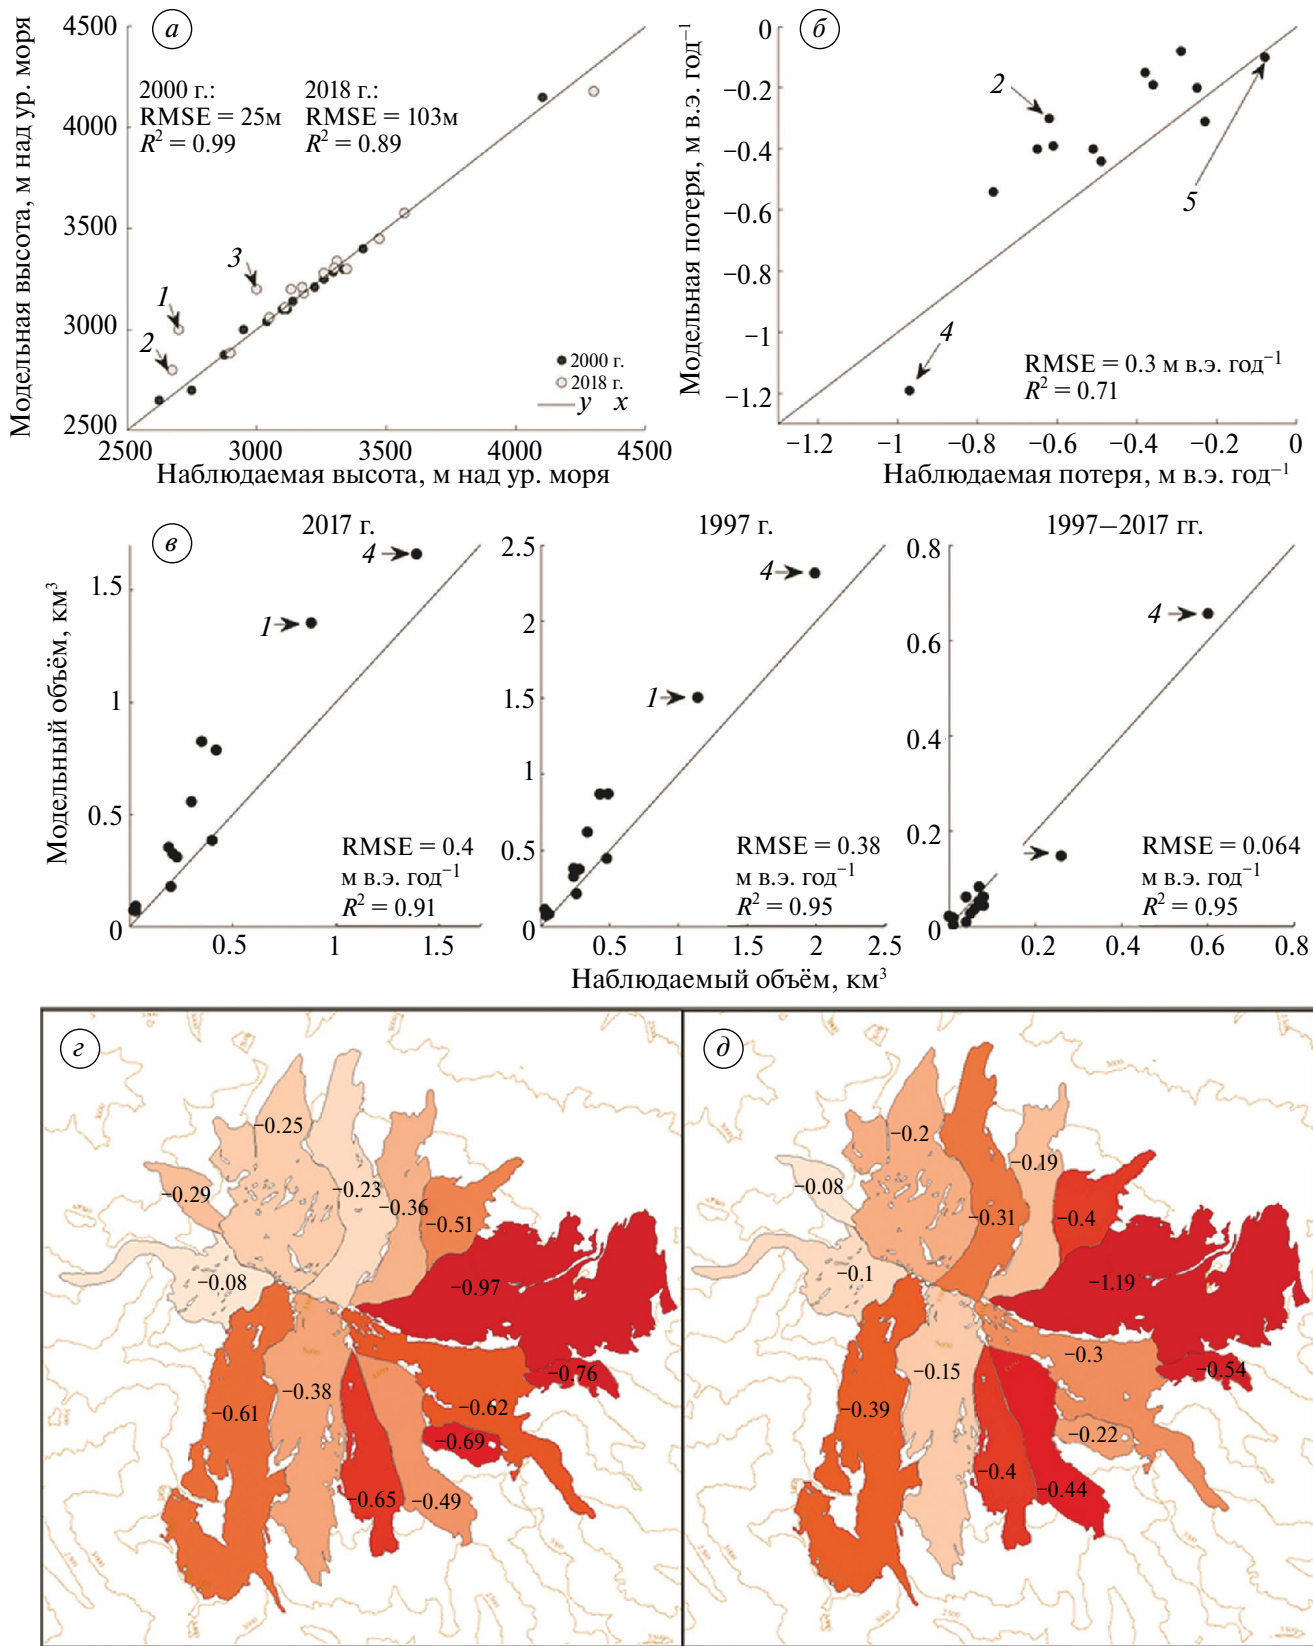 а
Модельная высота, м над ур. моря
4500
4000
3500
3000
2500
2000 г.:
RMSE = 25м
R² = 0.99
2018 г.:
RMSE = 103м
R² = 0.89
1
2
3
2000 г.
2018 г.
y x
2500 3000 3500 4000 4500
Наблюдаемая высота, м над ур. моря
б
Модельная потеря, м в.э. год⁻¹
0
−0.2
−0.4
−0.6
−0.8
−1
−1.2
2
5
4
RMSE = 0.3 м в.э. год⁻¹
R² = 0.71
−1.2 −1 −0.8 −0.6 −0.4 −0.2 0
Наблюдаемая потеря, м в.э. год⁻¹
в
Модельный объём, км³
2017 г.
1.5
1
0.5
0
4
1
RMSE = 0.4
м в.э. год⁻¹
R² = 0.91
0.5 1 1.5
1997 г.
2.5
2
1.5
1
0.5
0
4
1
RMSE = 0.38
м в.э. год⁻¹
R² = 0.95
0.5 1 1.5 2 2.5
1997−2017 гг.
0.8
0.6
0.4
0.2
0
4
RMSE = 0.064
м в.э. год⁻¹
R² = 0.95
0.2 0.4 0.6 0.8
Наблюдаемый объём, км³
г
−0.25
−0.29
−0.23
−0.36
−0.51
−0.08
−0.97
−0.76
−0.38
−0.61
−0.62
−0.69
−0.65
−0.49
д
−0.2
−0.19
−0.08
−0.31
−0.4
−0.1
−1.19
−0.3
−0.15
−0.54
−0.39
−0.22
−0.4
−0.44